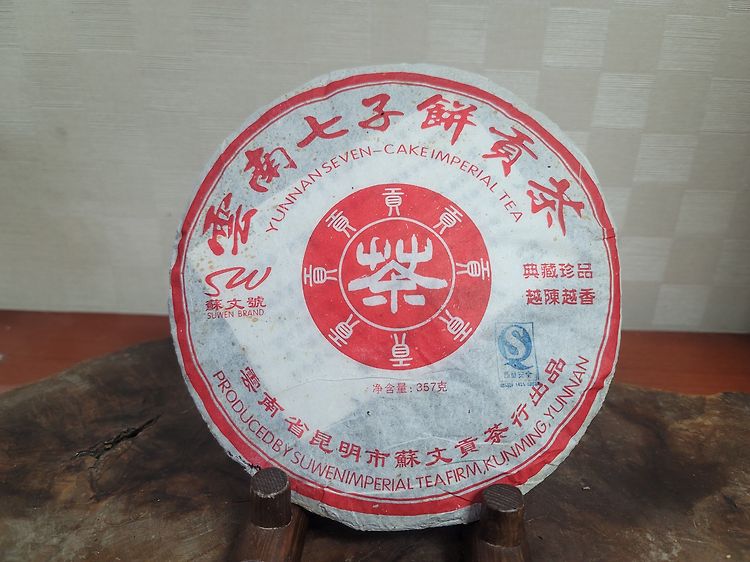 雲南七子餅貢茶
YUNNAN SEVEN-CAKE IMPERIAL TEA
貢 貢 貢 貢 貢 貢 貢 貢
茶
SW
蘇文號
SUWEN BRAND
典藏珍品
越陳越香
净含量：357克
雲南省昆明市蘇文貢茶行出品
PRODUCED BY SUWEN IMPERIAL TEA FIRM, KUNMING, YUNNAN